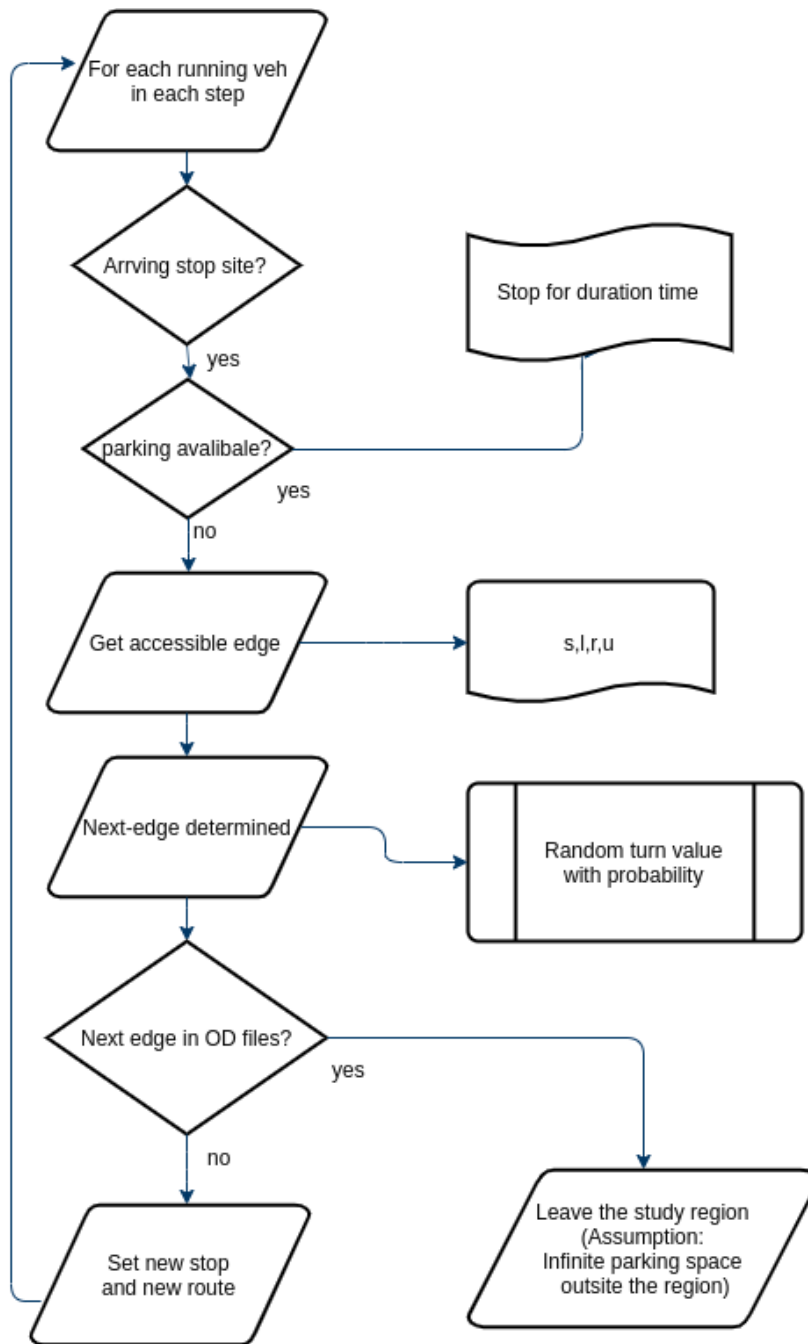 For each running veh
in each step
Arrving stop site?
Stop for duration time
yes
parking avalibale?
yes
no
Get accessible edge
s,l,r,u
Next-edge determined
Random turn value
with probability
Next edge in OD files?
yes
no
Leave the study region
(Assumption:
Infinite parking space
outsite the region)
Set new stop
and new route